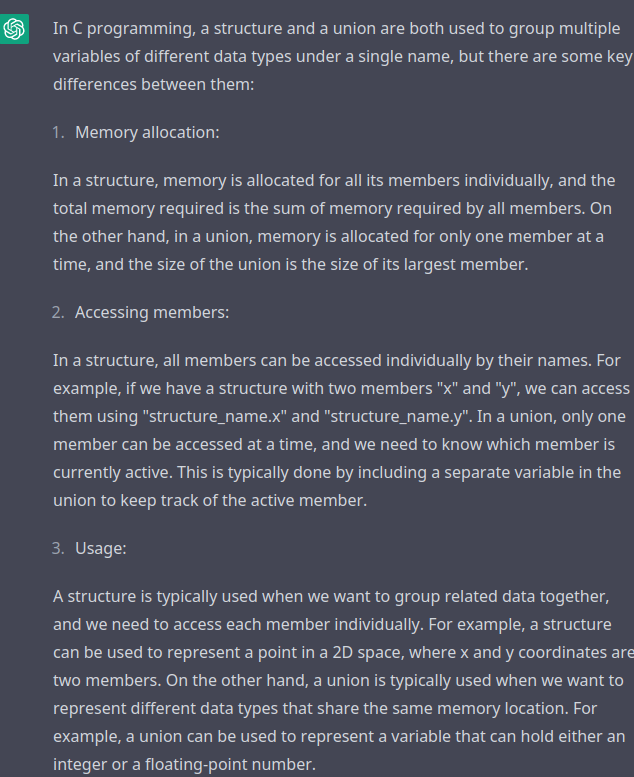 In C programming, a structure and a union are both used to group multiple
variables of different data types under a single name, but there are some key
differences between them:
1. Memory allocation:
In a structure, memory is allocated for all its members individually, and the
total memory required is the sum of memory required by all members. On
the other hand, in a union, memory is allocated for only one member at a
time, and the size of the union is the size of its largest member.
2. Accessing members:
In a structure, all members can be accessed individually by their names. For
example, if we have a structure with two members "x" and "y", we can access
them using "structure_name.x" and "structure_name.y". In a union, only one
member can be accessed at a time, and we need to know which member is
currently active. This is typically done by including a separate variable in the
union to keep track of the active member.
3. Usage:
A structure is typically used when we want to group related data together,
and we need to access each member individually. For example, a structure
can be used to represent a point in a 2D space, where x and y coordinates are
two members. On the other hand, a union is typically used when we want to
represent different data types that share the same memory location. For
example, a union can be used to represent a variable that can hold either an
integer or a floating-point number.